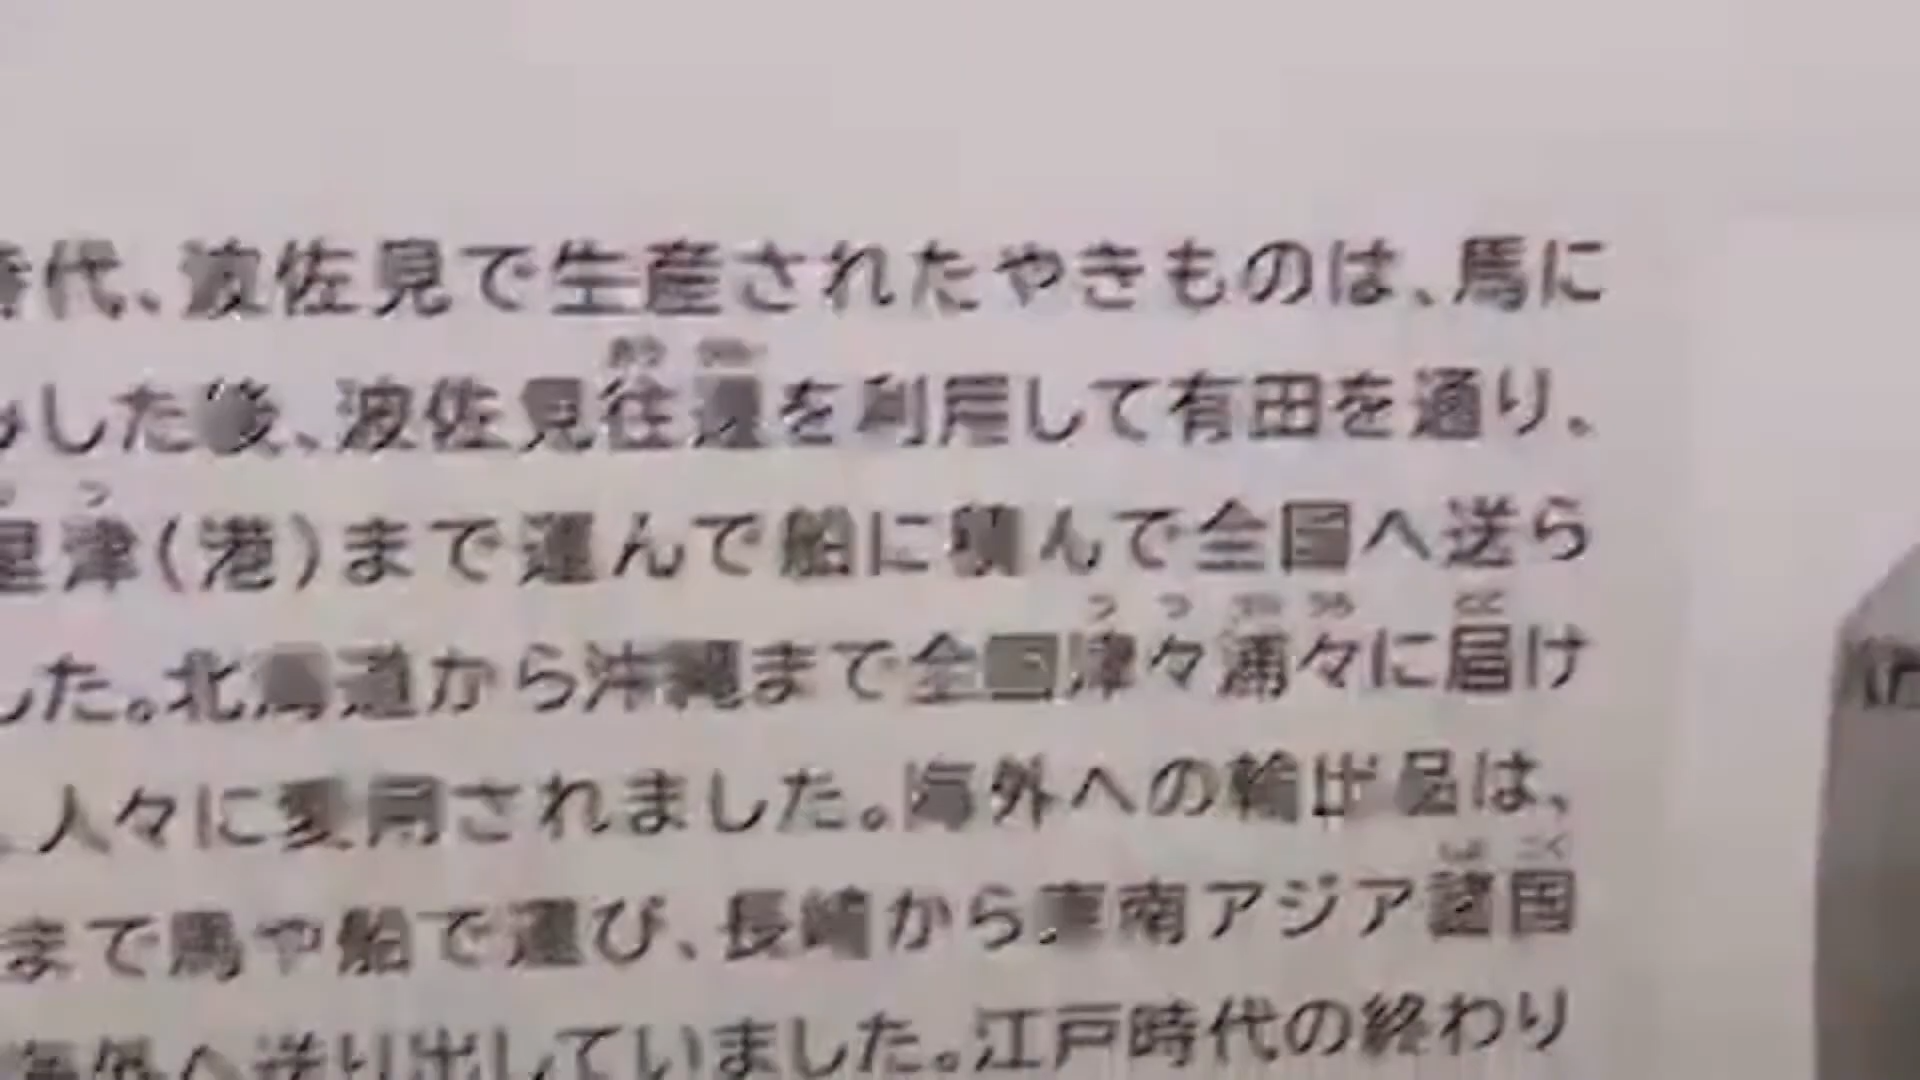 時代、波佐見で生産されたやきものは、馬に
した後、波佐見往還を利用して有田を通り、
里津(港)まで運んで船に積んで全国へ送ら
した。北海道から沖縄まで全国津々浦々に届け
、人々に愛用されました。海外への輸出品は、
まで馬や船で運び、長崎から東南アジア諸国
海外へ送り出していました。江戸時代の終わり